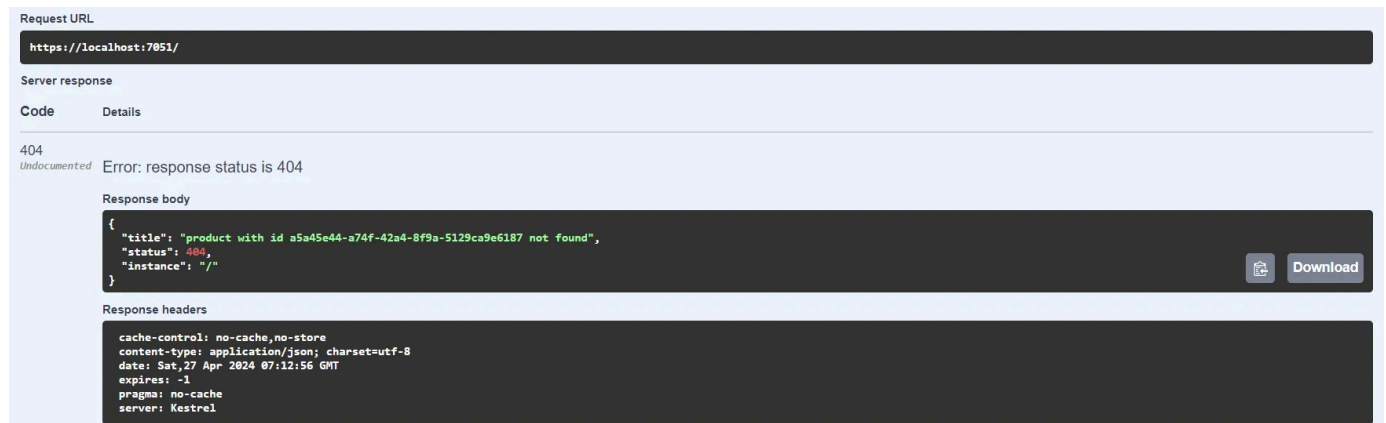 Request URL
https://localhost:7051/
Server response
Code Details
404
Undocumented Error: response status is 404
Response body
{
"title": "product with id a5a45e44-a74f-42a4-8f9a-5129ca9e6187 not found",
"status": 404,
"instance": "/"
}
Download
Response headers
cache-control: no-cache,no-store
content-type: application/json; charset=utf-8
date: Sat,27 Apr 2024 07:12:56 GMT
expires: -1
pragma: no-cache
server: Kestrel